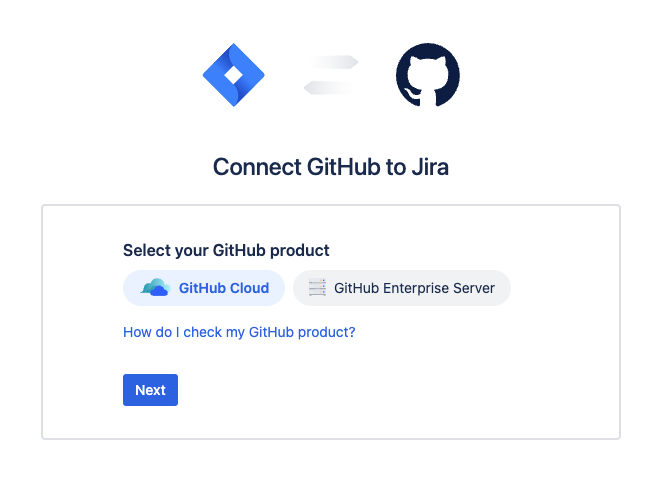 Connect GitHub to Jira
Select your GitHub product
GitHub Cloud
GitHub Enterprise Server
How do I check my GitHub product?
Next